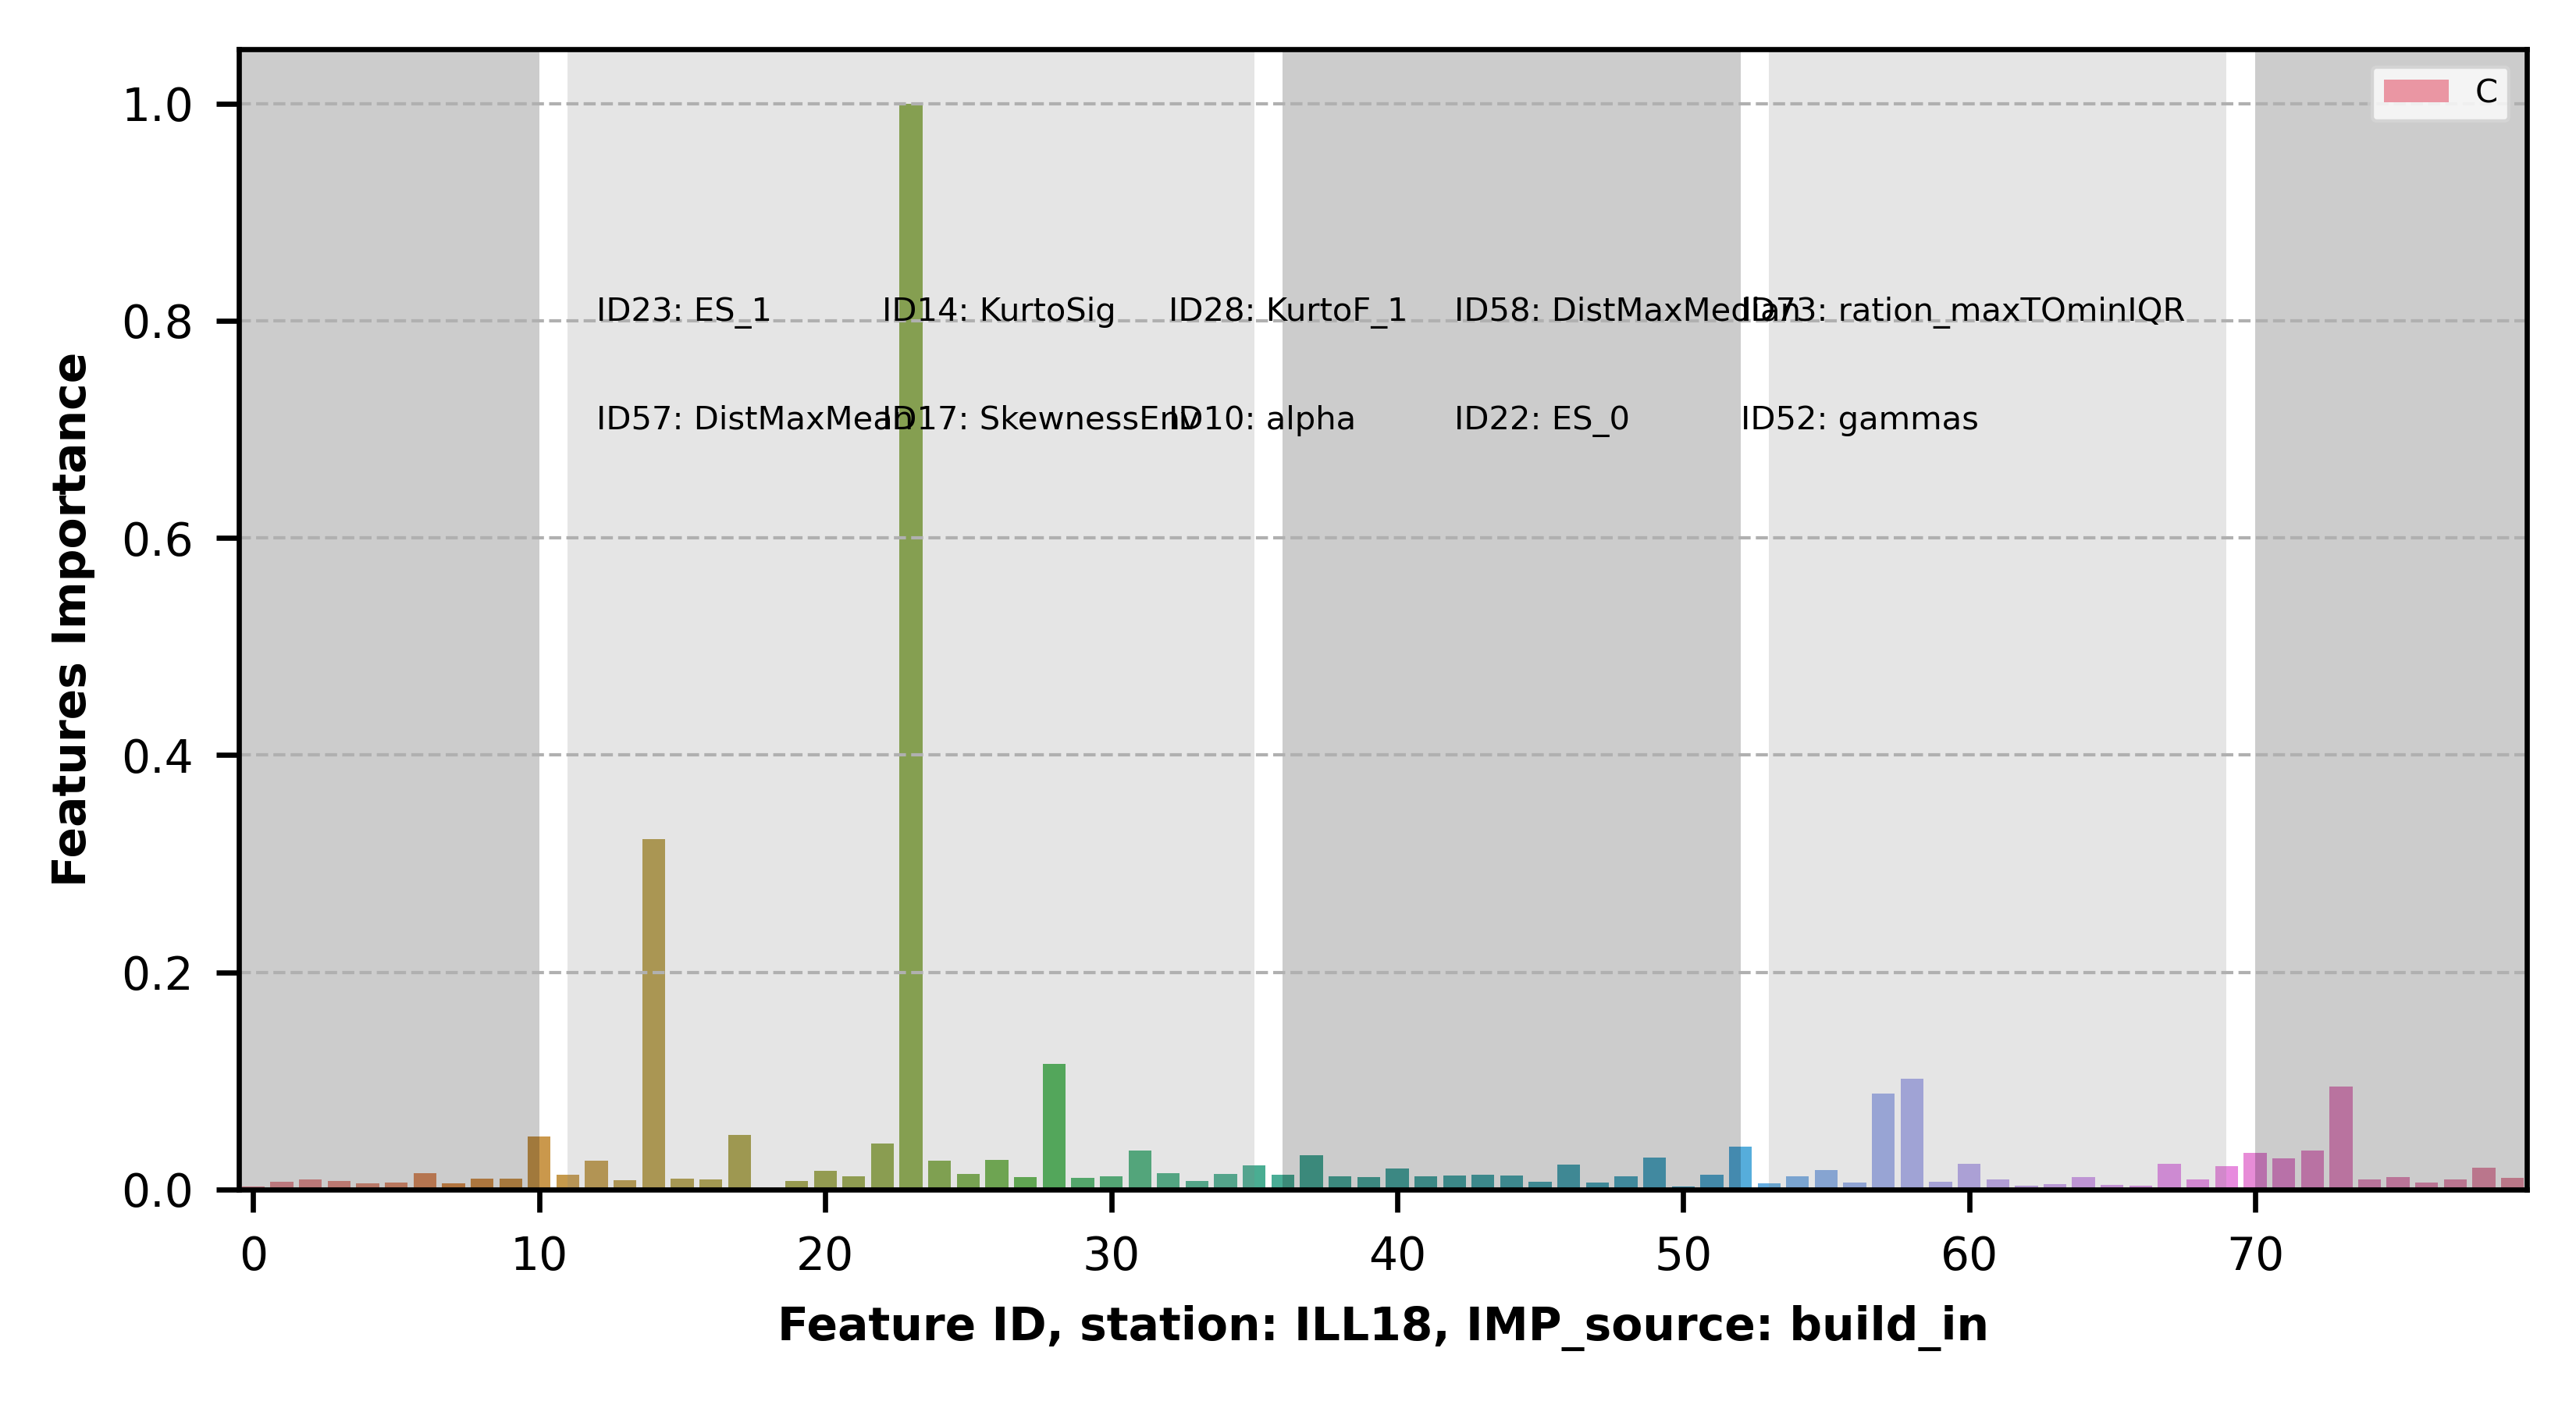 C
1.0
0.8
0.6
0.4
0.2
0.0
Features Importance
ID23: ES_1
ID14: KurtoSig
ID28: KurtoF_1
ID58: DistMaxMedian
ID73: ration_maxTOminIQR
ID57: DistMaxMean
ID17: SkewnessEnv
ID10: alpha
ID22: ES_0
ID52: gammas
0 10 20 30 40 50 60 70
Feature ID, station: ILL18, IMP_source: build_in